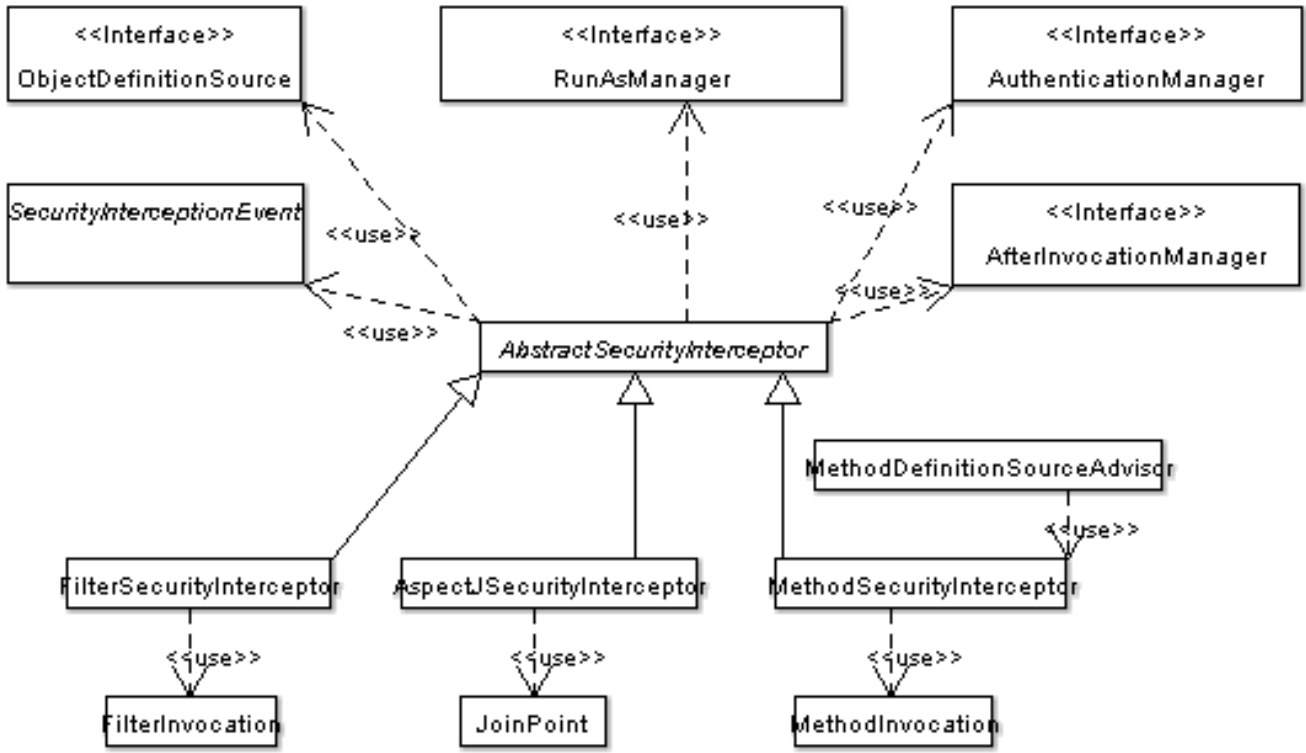 <<Interface>>
ObjectDefinitionSource
<<Interface>>
RunAsManager
<<Interface>>
AuthenticationManager
SecurityInterceptionEvent
<<use>>
<<use>>
<<use>>
<<Interface>>
AfterInvocationManager
<<use>>
<<use>>
AbstractSecurityInterceptor
MethodDefinitionSourceAdvisor
<<use>>
FilterSecurityInterceptor
AspectJSecurityInterceptor
MethodSecurityInterceptor
<<use>>
<<use>>
<<use>>
FilterInvocation
JoinPoint
MethodInvocation